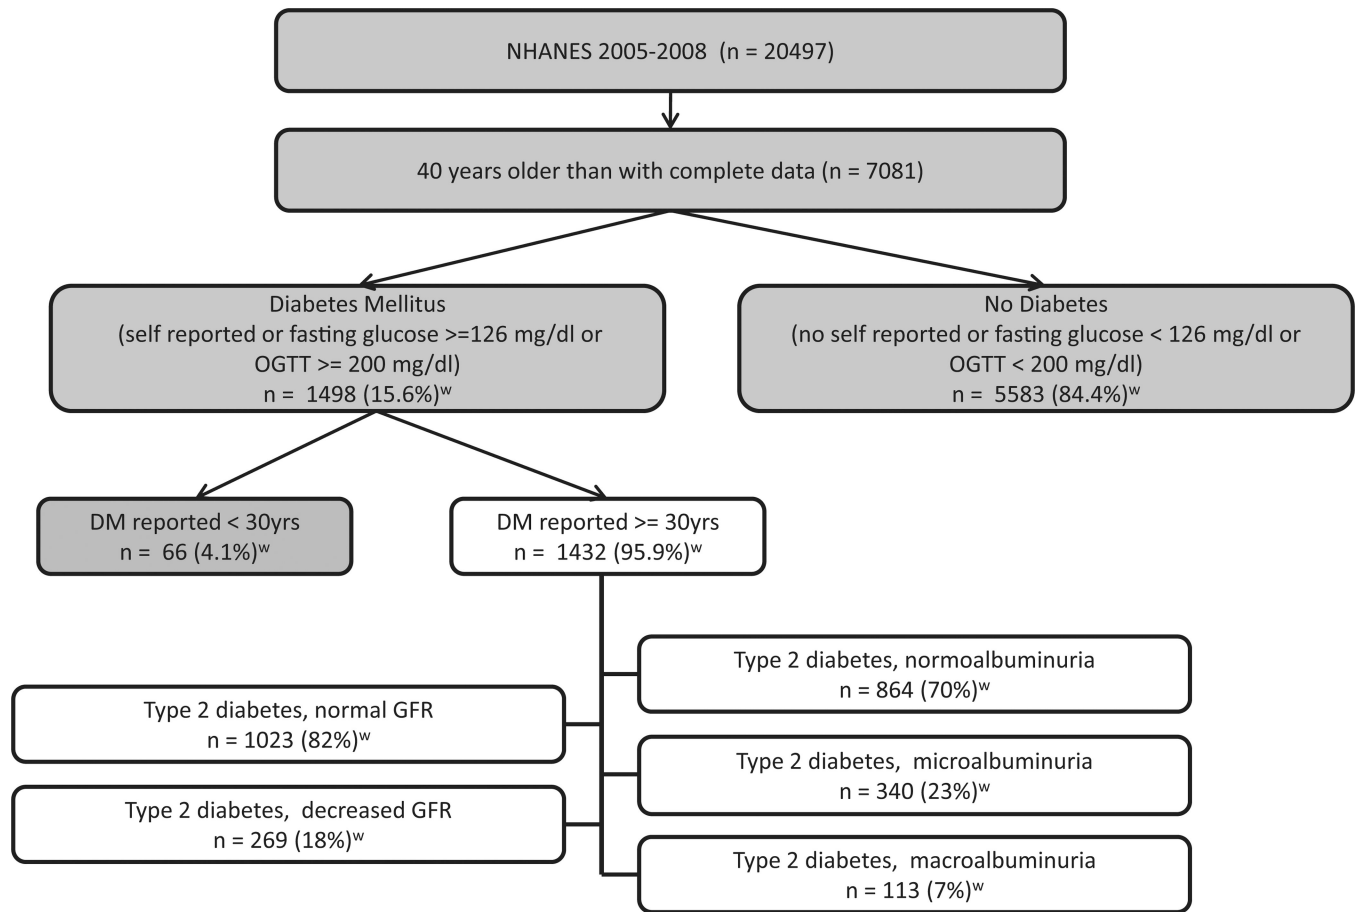 NHANES 2005-2008 (n = 20497)
40 years older than with complete data (n = 7081)
Diabetes Mellitus
(self reported or fasting glucose >=126 mg/dl or
OGTT >= 200 mg/dl)
n = 1498 (15.6%)ʷ
No Diabetes
(no self reported or fasting glucose < 126 mg/dl or
OGTT < 200 mg/dl)
n = 5583 (84.4%)ʷ
DM reported < 30yrs
n = 66 (4.1%)ʷ
DM reported >= 30yrs
n = 1432 (95.9%)ʷ
Type 2 diabetes, normal GFR
n = 1023 (82%)ʷ
Type 2 diabetes, decreased GFR
n = 269 (18%)ʷ
Type 2 diabetes, normoalbuminuria
n = 864 (70%)ʷ
Type 2 diabetes, microalbuminuria
n = 340 (23%)ʷ
Type 2 diabetes, macroalbuminuria
n = 113 (7%)ʷ